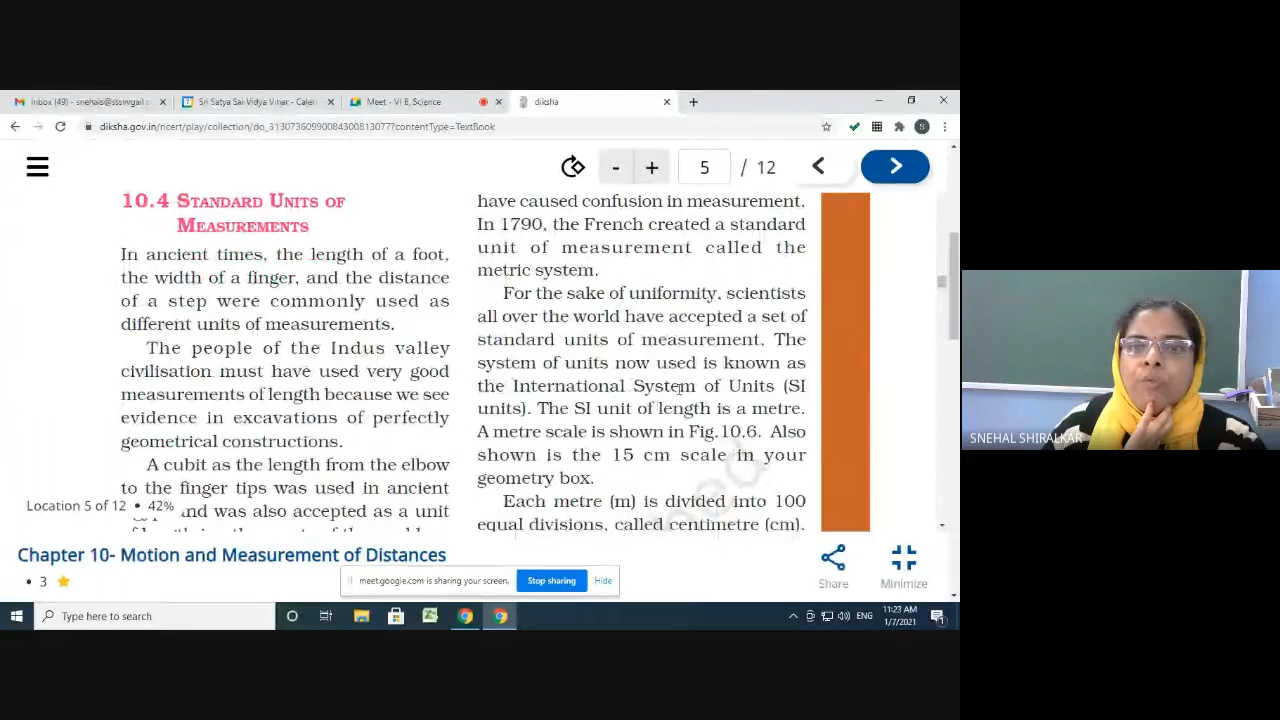 Inbox (49) - snehals@sssvvgail.a
Sri Satya Sai Vidya Vihar - Calen
Meet - VI B, Science
diksha
diksha.gov.in/ncert/play/collection/do_31307360990084300813077?contentType=TextBook
S
- + 5 / 12
10.4 STANDARD UNITS OF
MEASUREMENTS
In ancient times, the length of a foot,
the width of a finger, and the distance
of a step were commonly used as
different units of measurements.
The people of the Indus valley
civilisation must have used very good
measurements of length because we see
evidence in excavations of perfectly
geometrical constructions.
A cubit as the length from the elbow
to the finger tips was used in ancient
nd was also accepted as a unit
have caused confusion in measurement.
In 1790, the French created a standard
unit of measurement called the
metric system.
For the sake of uniformity, scientists
all over the world have accepted a set of
standard units of measurement. The
system of units now used is known as
the International System of Units (SI
units). The SI unit of length is a metre.
A metre scale is shown in Fig.10.6. Also
shown is the 15 cm scale in your
geometry box.
Each metre (m) is divided into 100
equal divisions, called centimetre (cm).
Location 5 of 12 • 42%
Chapter 10- Motion and Measurement of Distances
• 3
Share
Minimize
meet.google.com is sharing your screen.
Stop sharing
Hide
Type here to search
ENG
11:23 AM
1/7/2021
SNEHAL SHIRALKAR